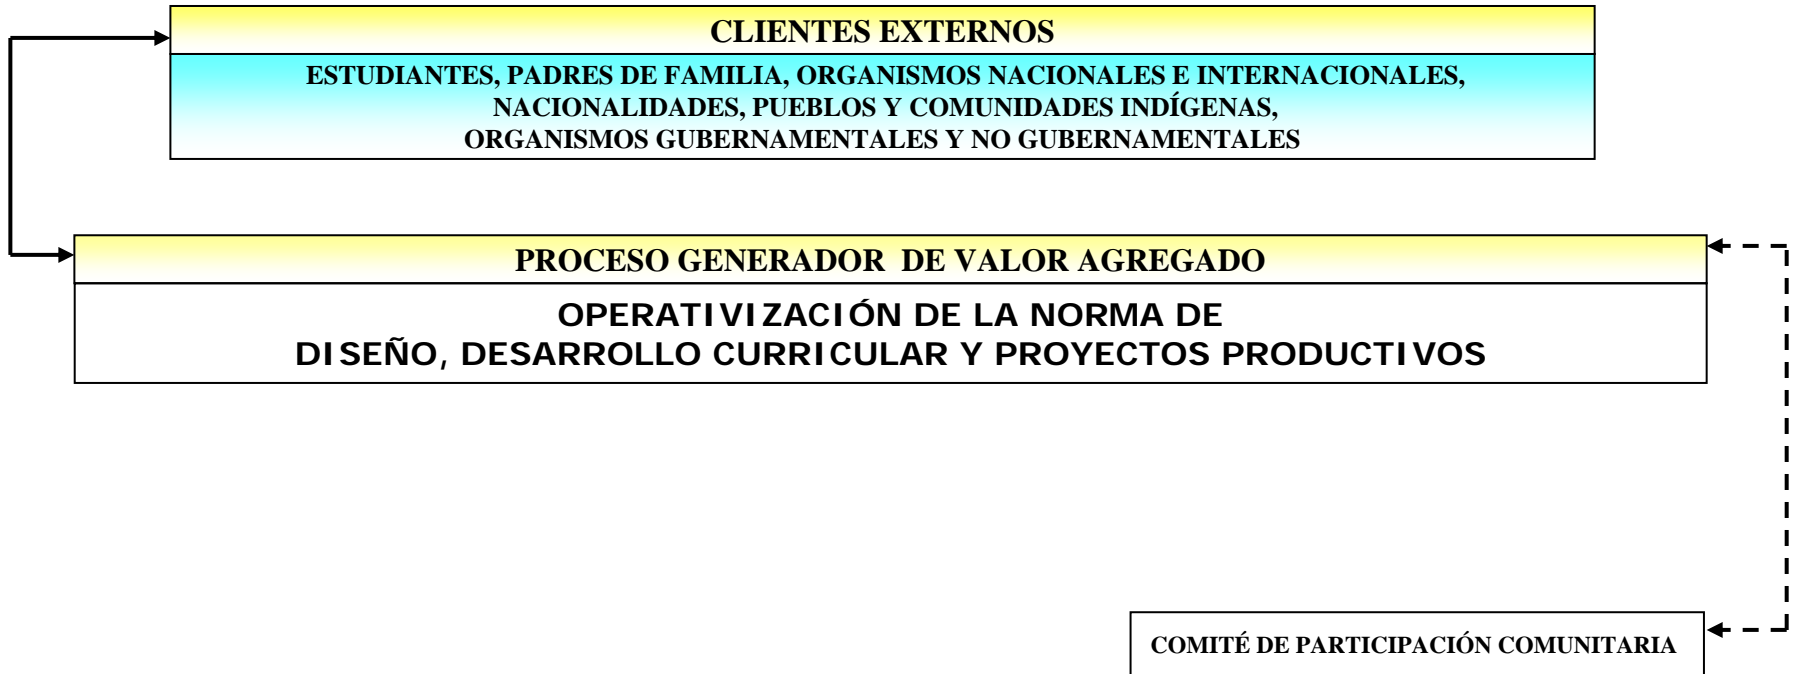 CLIENTES EXTERNOS
ESTUDIANTES, PADRES DE FAMILIA, ORGANISMOS NACIONALES E INTERNACIONALES,
NACIONALIDADES, PUEBLOS Y COMUNIDADES INDÍGENAS,
ORGANISMOS GUBERNAMENTALES Y NO GUBERNAMENTALES
PROCESO GENERADOR DE VALOR AGREGADO
OPERATIVIZACIÓN DE LA NORMA DE
DISEÑO, DESARROLLO CURRICULAR Y PROYECTOS PRODUCTIVOS
COMITÉ DE PARTICIPACIÓN COMUNITARIA